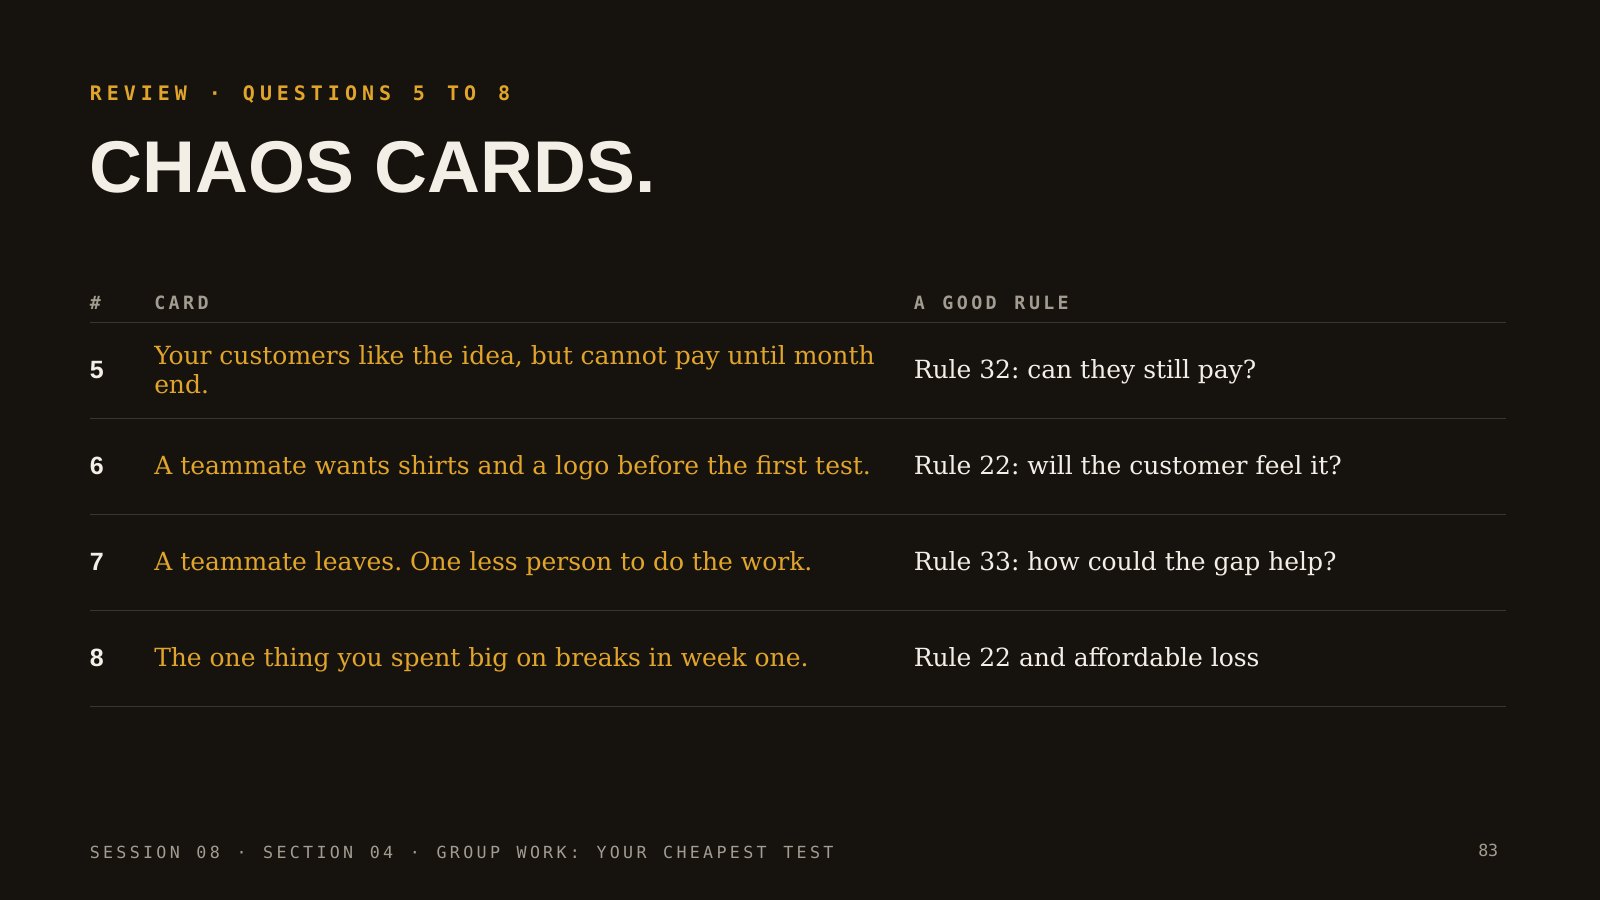 REVIEW · QUESTIONS 5 TO 8
CHAOS CARDS.
# CARD A GOOD RULE
5 Your customers like the idea, but cannot pay until month end. Rule 32: can they still pay?
6 A teammate wants shirts and a logo before the first test. Rule 22: will the customer feel it?
7 A teammate leaves. One less person to do the work. Rule 33: how could the gap help?
8 The one thing you spent big on breaks in week one. Rule 22 and affordable loss
SESSION 08 · SECTION 04 · GROUP WORK: YOUR CHEAPEST TEST 83